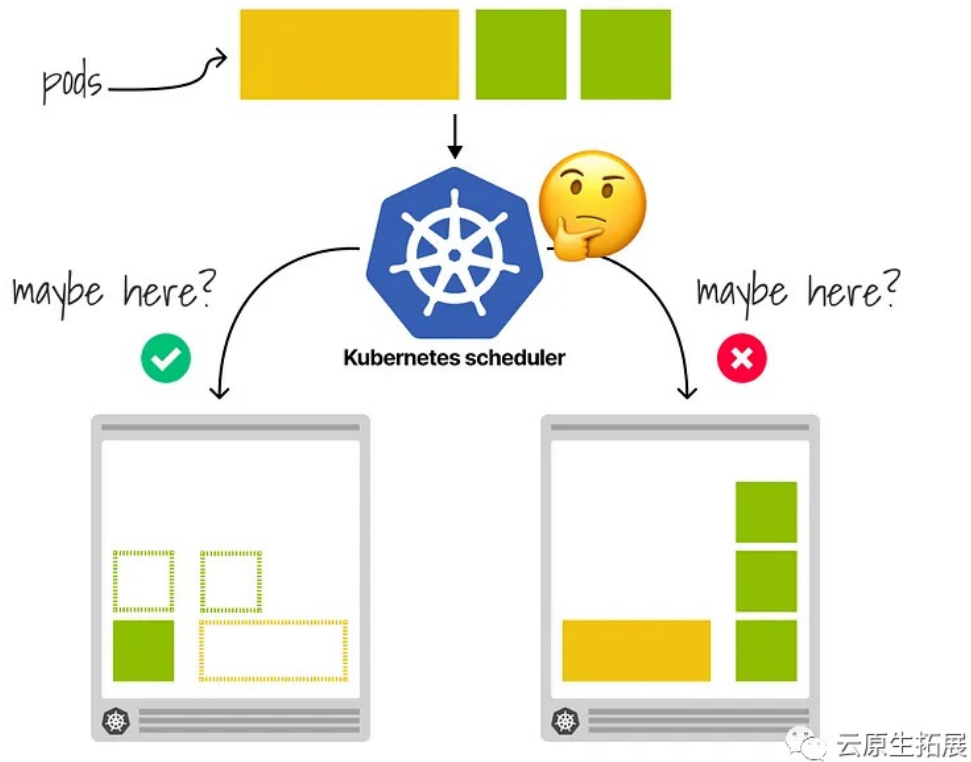 pods
maybe here?
maybe here?
Kubernetes scheduler
云原生拓展